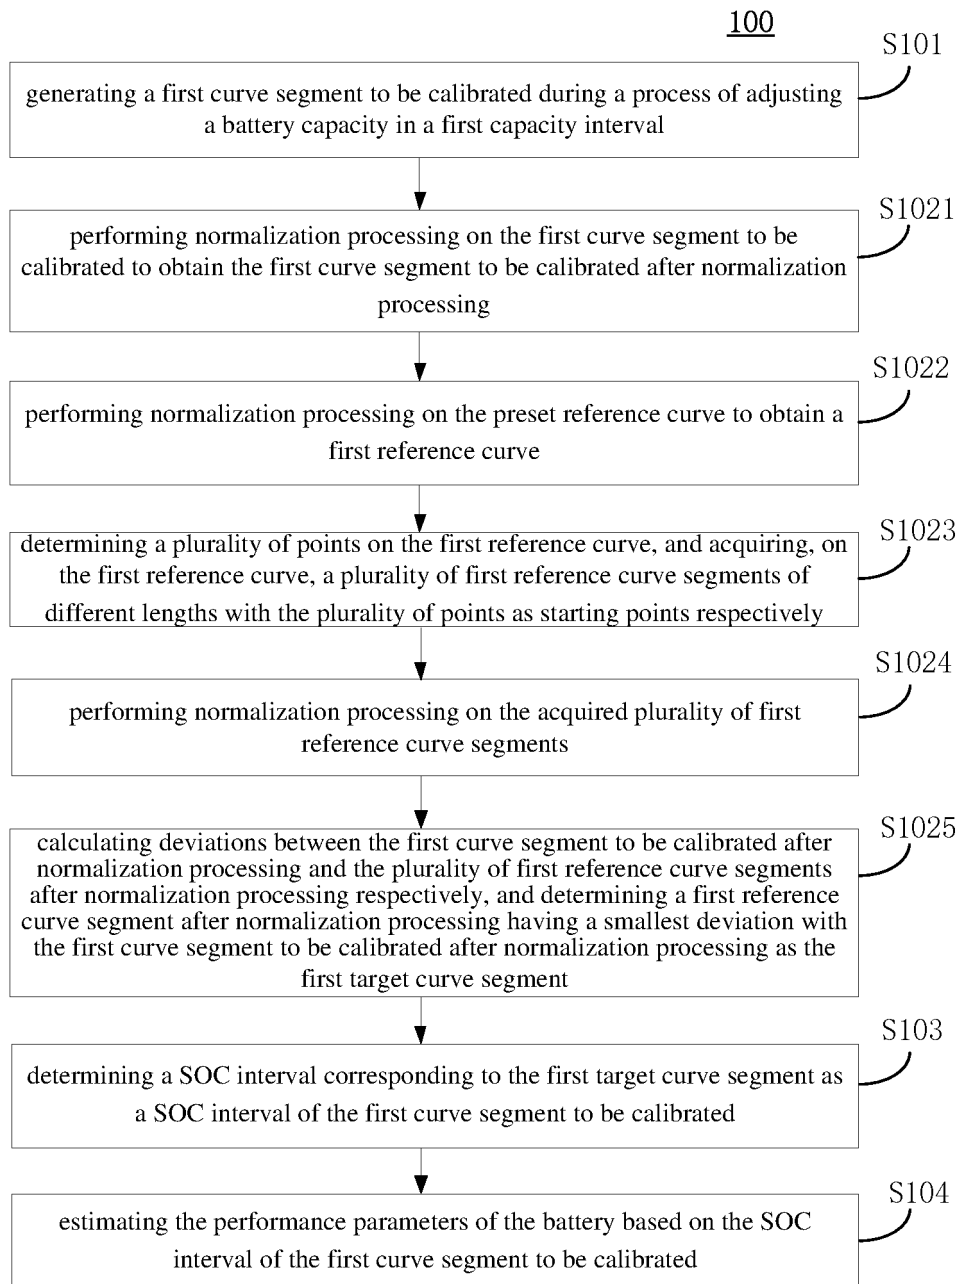 100
S101
generating a first curve segment to be calibrated during a process of adjusting
a battery capacity in a first capacity interval
S1021
performing normalization processing on the first curve segment to be
calibrated to obtain the first curve segment to be calibrated after normalization
processing
S1022
performing normalization processing on the preset reference curve to obtain a
first reference curve
S1023
determining a plurality of points on the first reference curve, and acquiring, on
the first reference curve, a plurality of first reference curve segments of
different lengths with the plurality of points as starting points respectively
S1024
performing normalization processing on the acquired plurality of first
reference curve segments
S1025
calculating deviations between the first curve segment to be calibrated after
normalization processing and the plurality of first reference curve segments
after normalization processing respectively, and determining a first reference
curve segment after normalization processing having a smallest deviation with
the first curve segment to be calibrated after normalization processing as the
first target curve segment
S103
determining a SOC interval corresponding to the first target curve segment as
a SOC interval of the first curve segment to be calibrated
S104
estimating the performance parameters of the battery based on the SOC
interval of the first curve segment to be calibrated